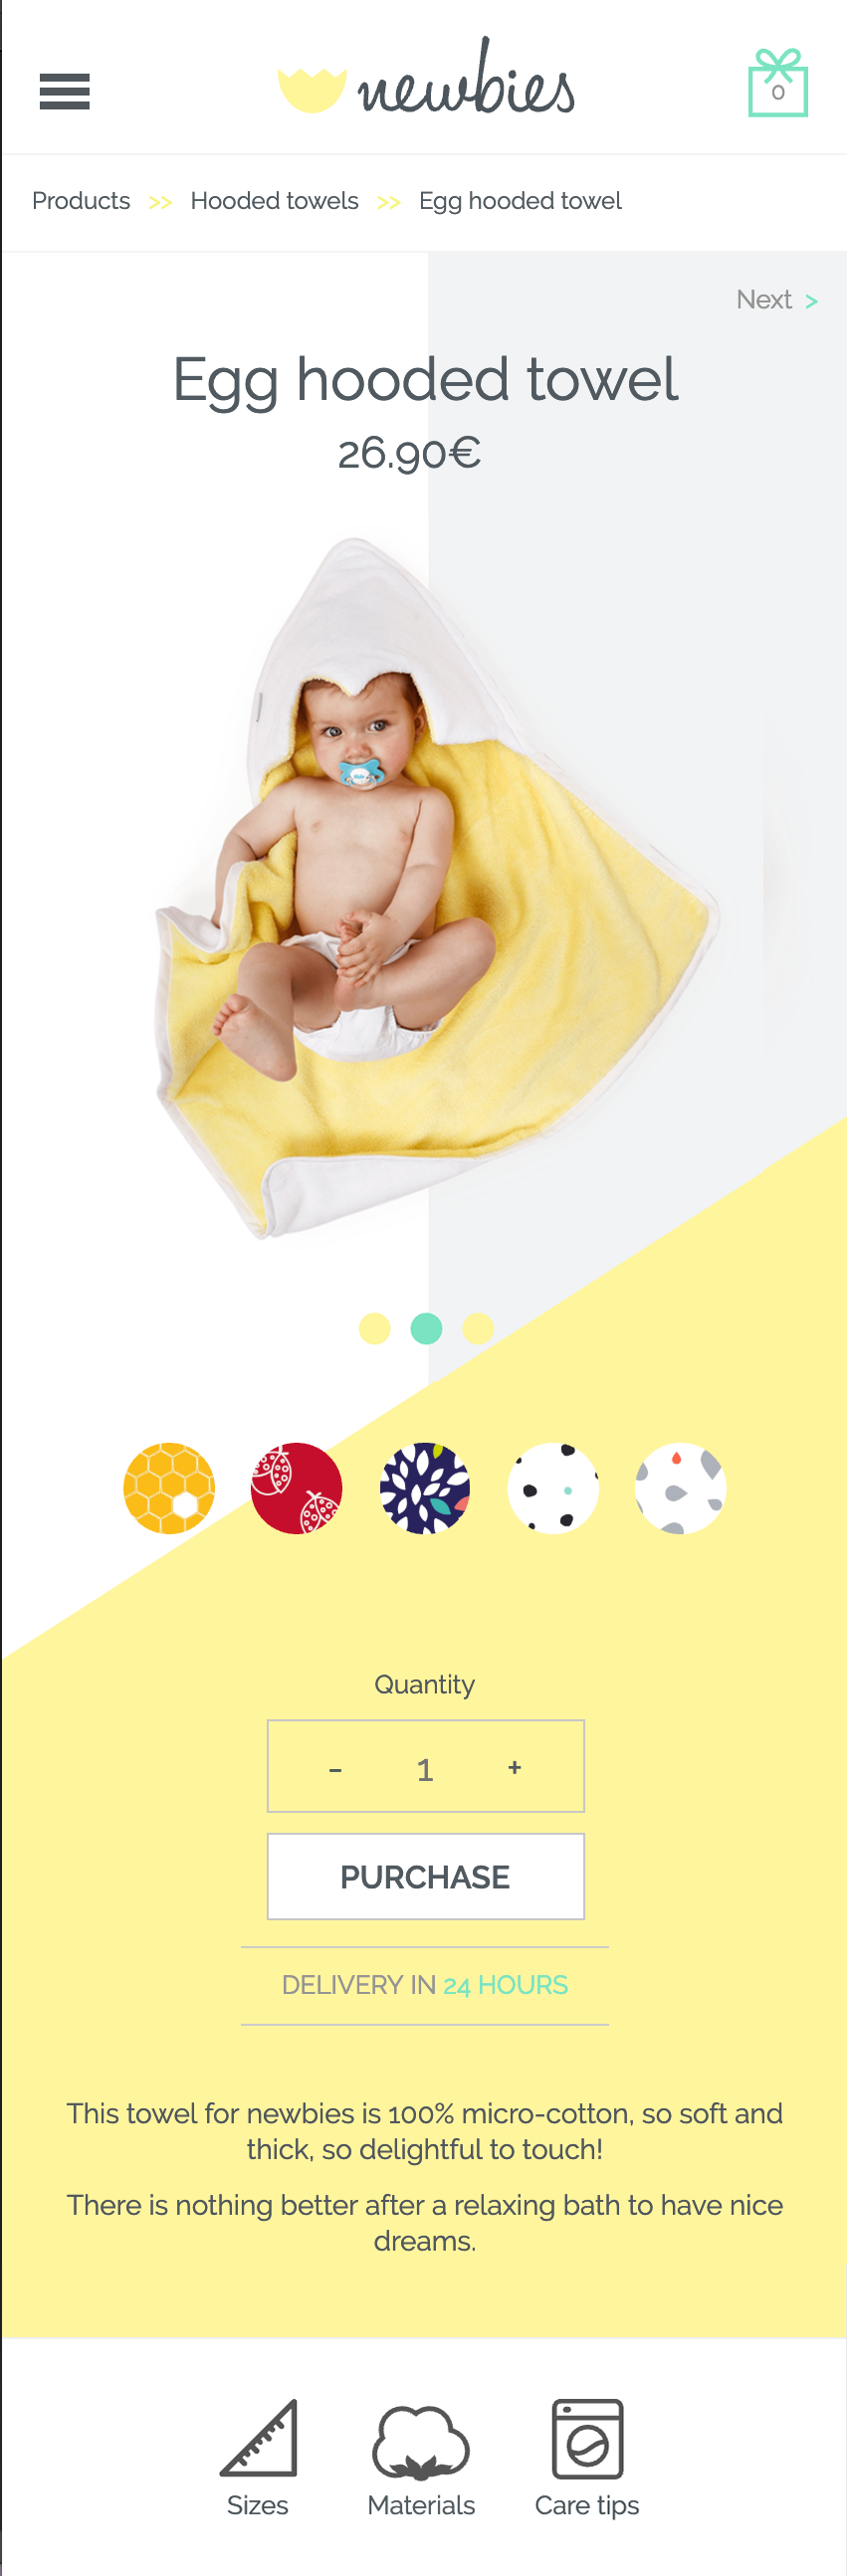 newbies
0
Products >> Hooded towels >> Egg hooded towel
Next >
Egg hooded towel
26.90€
Quantity
- 1 +
PURCHASE
DELIVERY IN 24 HOURS
This towel for newbies is 100% micro-cotton, so soft and
thick, so delightful to touch!
There is nothing better after a relaxing bath to have nice
dreams.
Sizes Materials Care tips